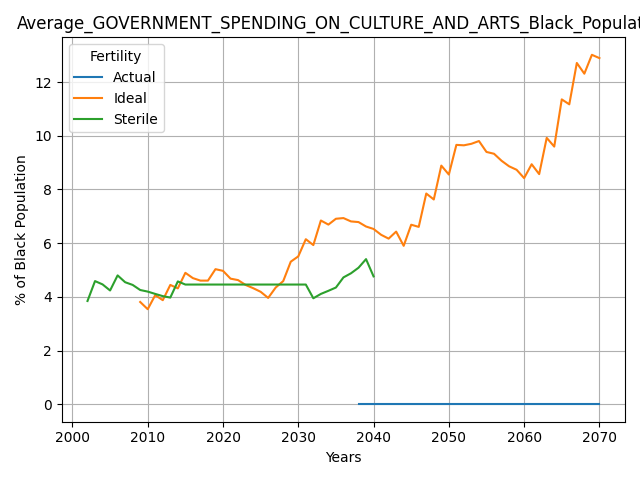 Average_GOVERNMENT_SPENDING_ON_CULTURE_AND_ARTS_Black_Populat
Fertility
Actual
Ideal
Sterile
% of Black Population
12
10
8
6
4
2
0
2000 2010 2020 2030 2040 2050 2060 2070
Years